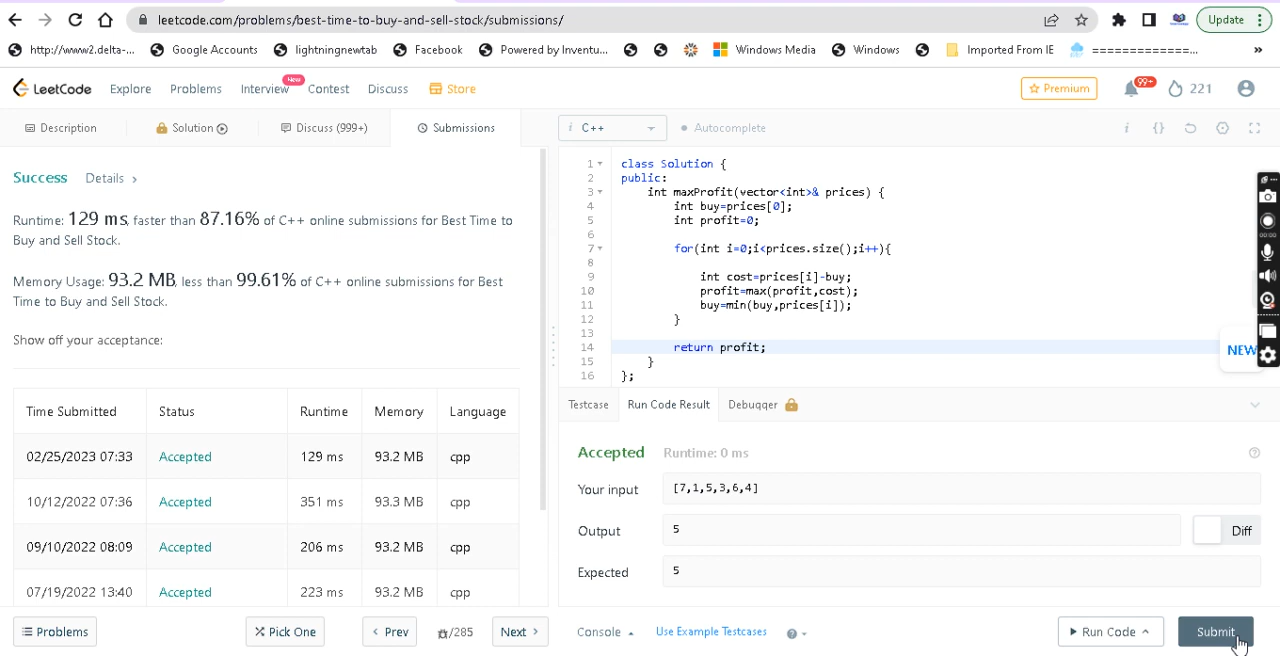 leetcode.com/problems/best-time-to-buy-and-sell-stock/submissions/
Update
http://www2.delta-... Google Accounts lightningnewtab Facebook Powered by Inventu... Windows Media Windows Imported From IE ==============... »
LeetCode Explore Problems Interview New Contest Discuss Store Premium 99+ 221
Description Solution Discuss (999+) Submissions
i C++ Autocomplete
Success Details ›
Runtime: 129 ms, faster than 87.16% of C++ online submissions for Best Time to
Buy and Sell Stock.
Memory Usage: 93.2 MB, less than 99.61% of C++ online submissions for Best
Time to Buy and Sell Stock.
Show off your acceptance:
Time Submitted Status Runtime Memory Language
02/25/2023 07:33 Accepted 129 ms 93.2 MB cpp
10/12/2022 07:36 Accepted 351 ms 93.3 MB cpp
09/10/2022 08:09 Accepted 206 ms 93.2 MB cpp
07/19/2022 13:40 Accepted 223 ms 93.2 MB cpp
1 class Solution {
2 public:
3 int maxProfit(vector<int>& prices) {
4 int buy=prices[0];
5 int profit=0;
6
7 for(int i=0;i<prices.size();i++){
8
9 int cost=prices[i]-buy;
10 profit=max(profit,cost);
11 buy=min(buy,prices[i]);
12 }
13
14 return profit;
15 }
16 };
00:00
NEW
Testcase Run Code Result Debugger
Accepted Runtime: 0 ms
Your input [7,1,5,3,6,4]
Output 5 Diff
Expected 5
Problems Pick One ‹ Prev /285 Next › Console Use Example Testcases Run Code Submit